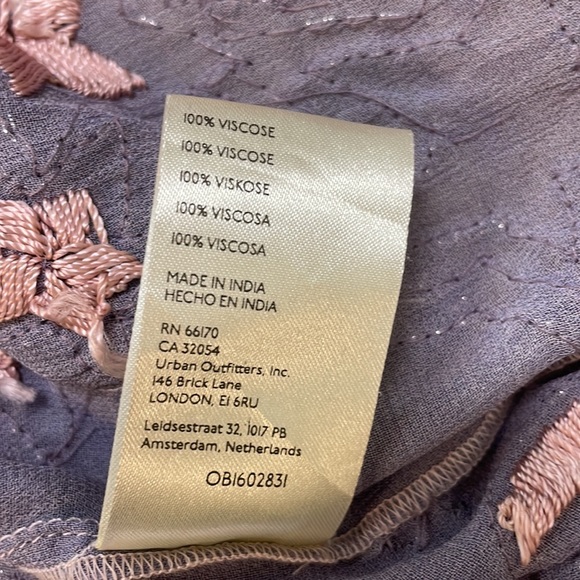 100% VISCOSE
100% VISCOSE
100% VISKOSE
100% VISCOSA
100% VISCOSA
MADE IN INDIA
HECHO EN INDIA
RN 66170
CA 32054
Urban Outfitters, Inc.
146 Brick Lane
LONDON, E1 6RU
Leidsestraat 32, 1017 PB
Amsterdam, Netherlands
OB1602831